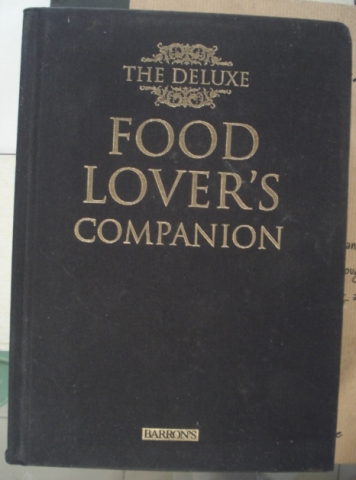 THE DELUXE
FOOD
LOVER'S
COMPANION
BARRON'S